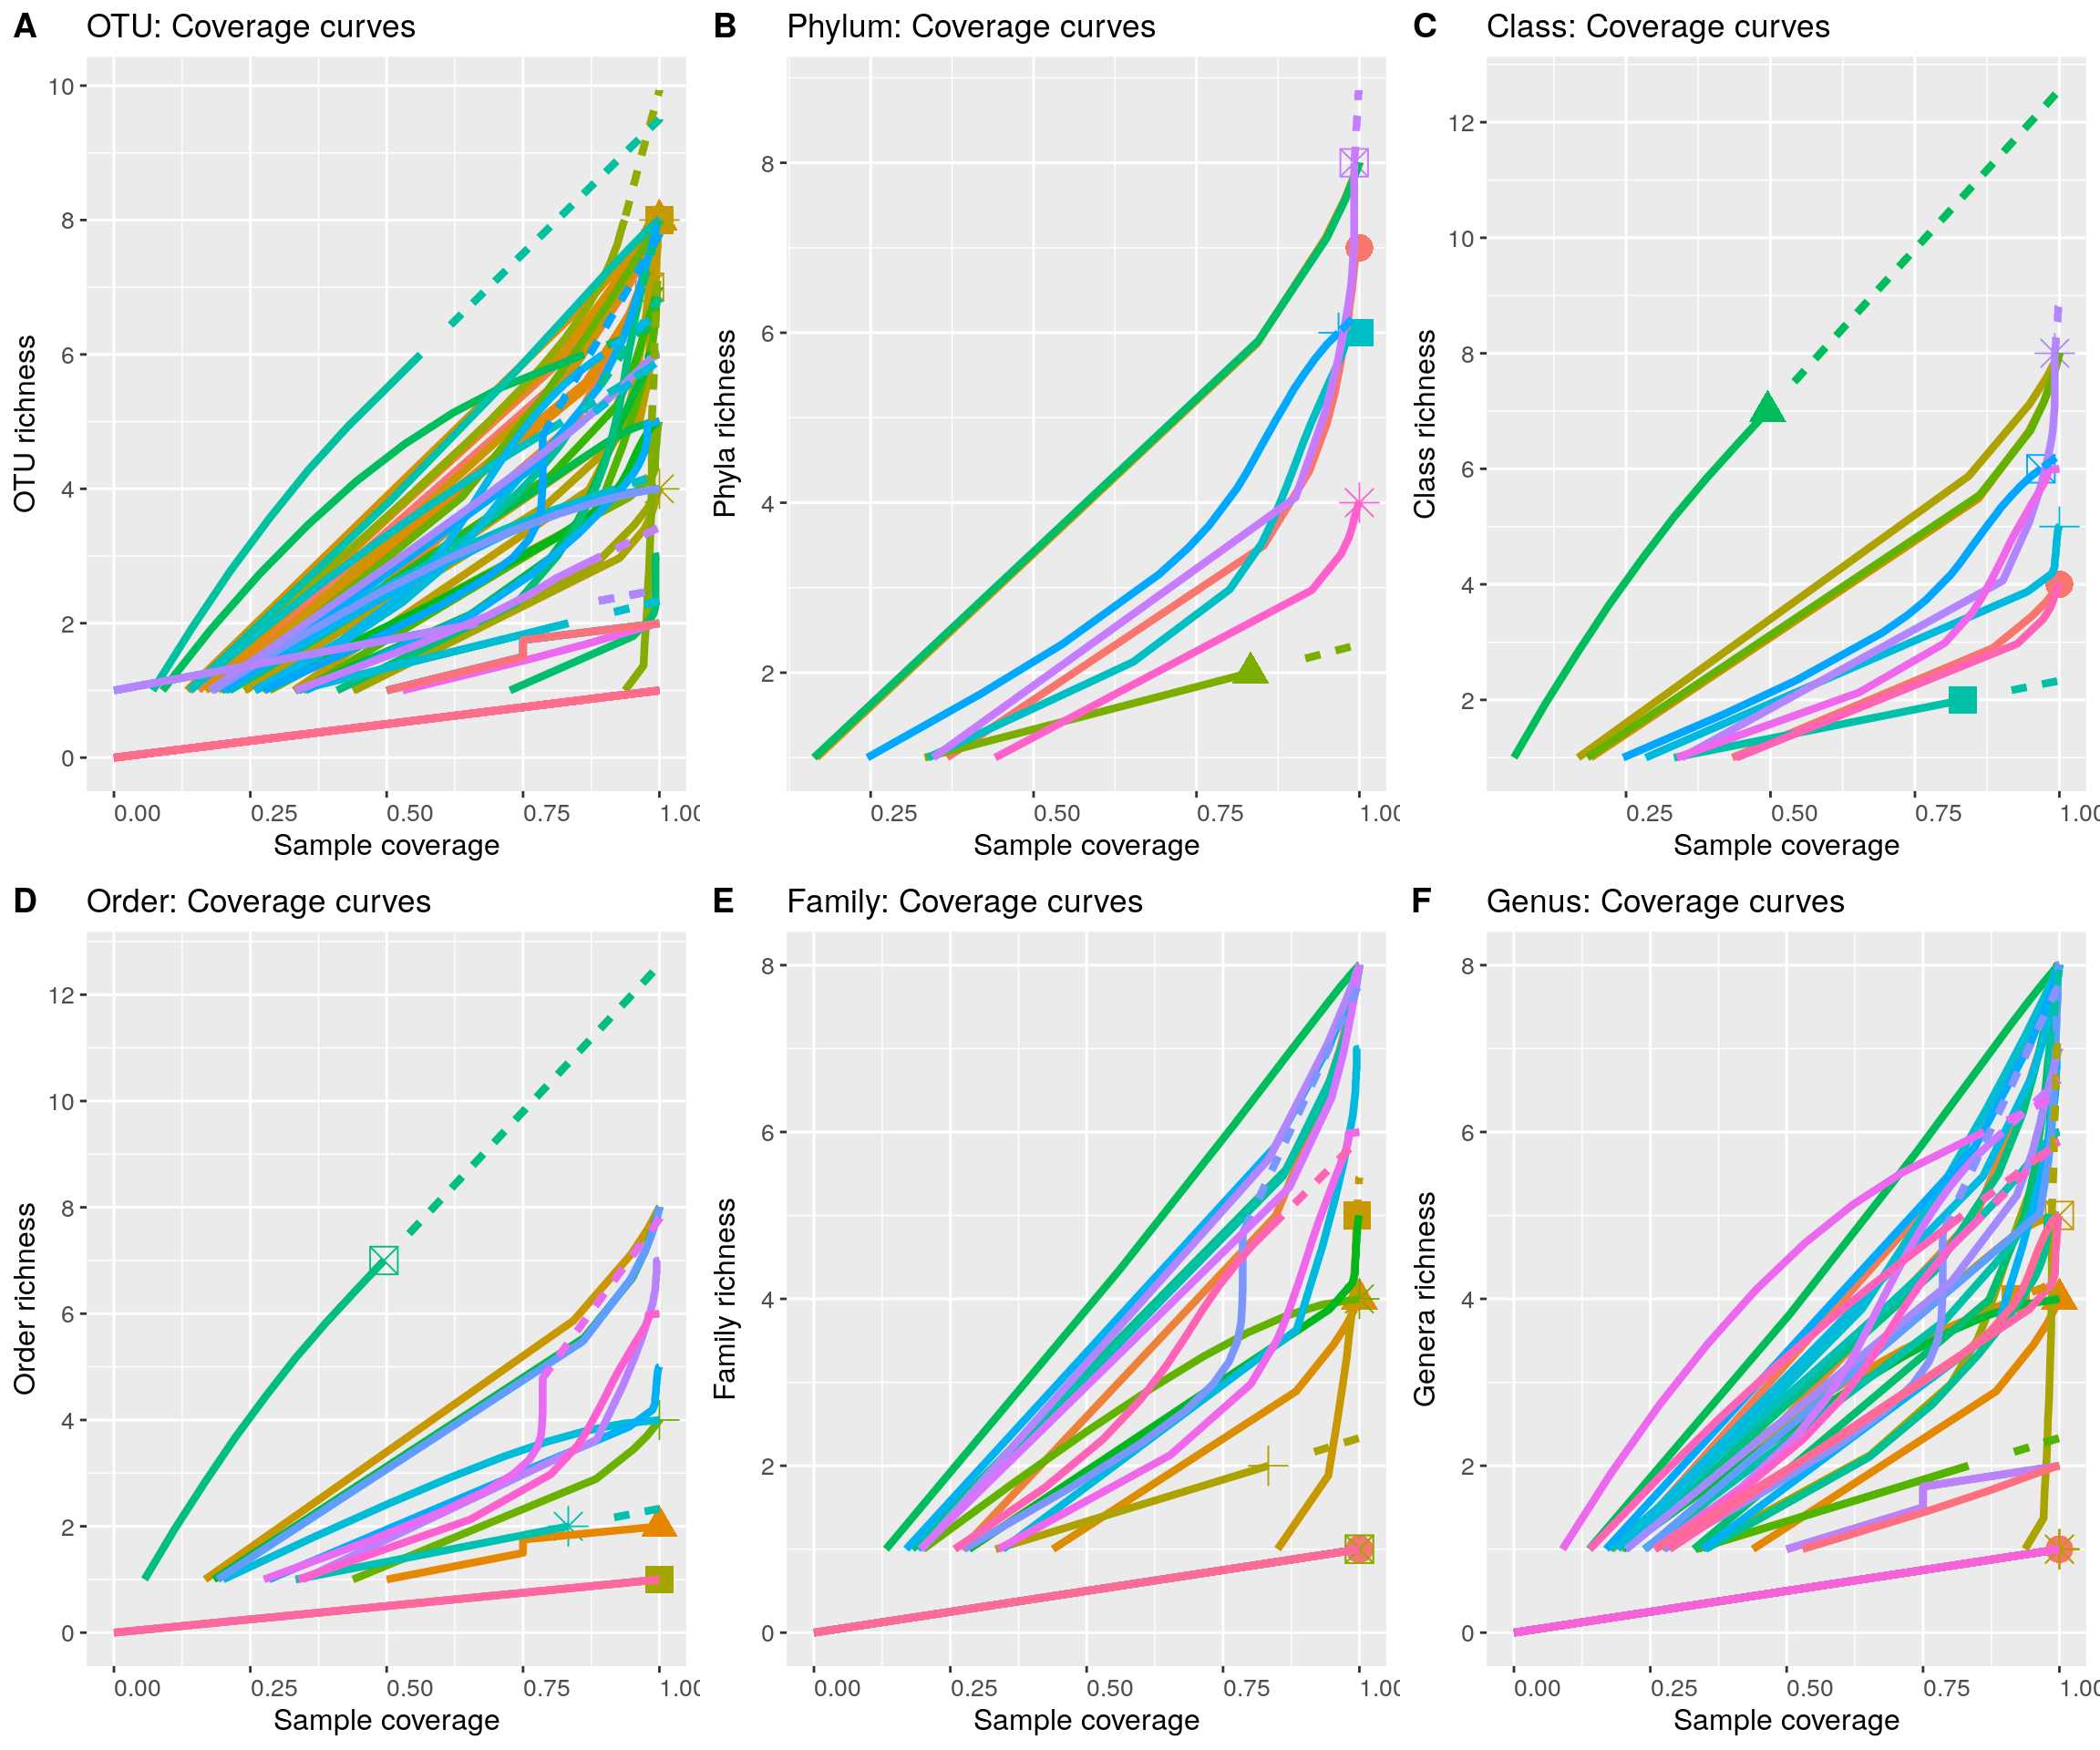 A OTU: Coverage curves
OTU richness
10
8
6
4
2
0
0.00 0.25 0.50 0.75 1.00
Sample coverage
B Phylum: Coverage curves
Phyla richness
8
6
4
2
0.25 0.50 0.75 1.00
Sample coverage
C Class: Coverage curves
Class richness
12
10
8
6
4
2
0.25 0.50 0.75 1.00
Sample coverage
D Order: Coverage curves
Order richness
12
10
8
6
4
2
0
0.00 0.25 0.50 0.75 1.00
Sample coverage
E Family: Coverage curves
Family richness
8
6
4
2
0
0.00 0.25 0.50 0.75 1.00
Sample coverage
F Genus: Coverage curves
Genera richness
8
6
4
2
0
0.00 0.25 0.50 0.75 1.00
Sample coverage